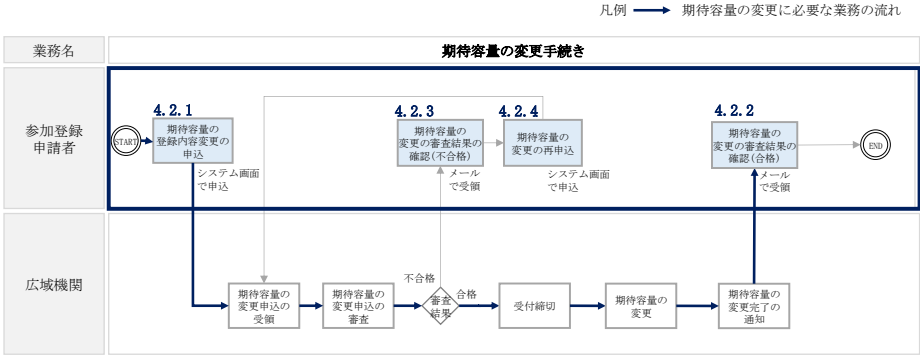 凡例 期待容量の変更に必要な業務の流れ
業務名
期待容量の変更手続き
参加登録
申請者
START
4.2.1
期待容量の
登録内容変更の
申込
システム画面
で申込
4.2.3
期待容量の
変更の審査結果の
確認(不合格)
メール
で受領
4.2.4
期待容量の
変更の再申込
システム画面
で申込
4.2.2
期待容量の
変更の審査結果の
確認(合格)
メール
で受領
END
広域機関
期待容量の
変更申込の
受領
期待容量の
変更申込の
審査
不合格
審査
結果
合格
受付締切
期待容量の
変更
期待容量の
変更完了の
通知